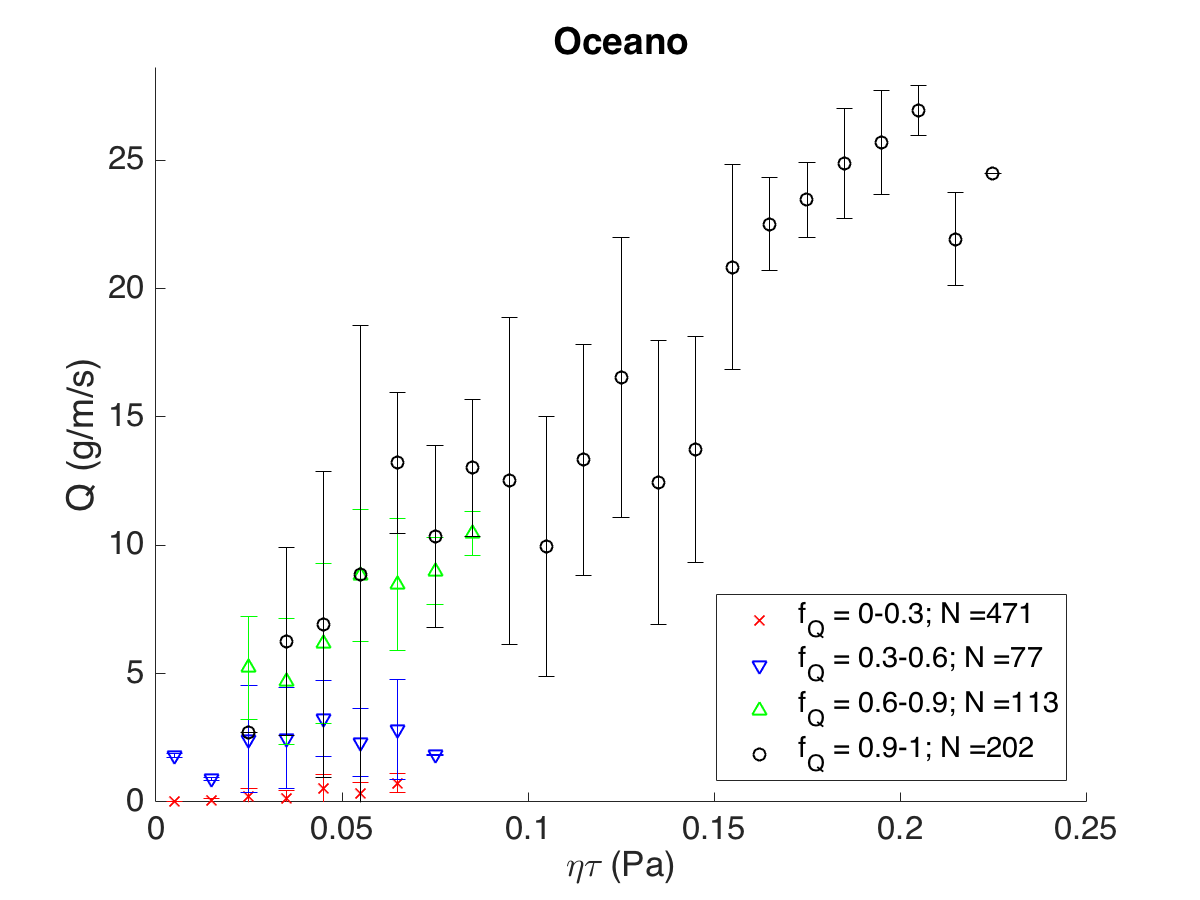 Oceano
Q (g/m/s)
25
20
15
10
5
0
0 0.05 0.1 0.15 0.2 0.25
ητ (Pa)
f_Q = 0-0.3; N =471
f_Q = 0.3-0.6; N =77
f_Q = 0.6-0.9; N =113
f_Q = 0.9-1; N =202